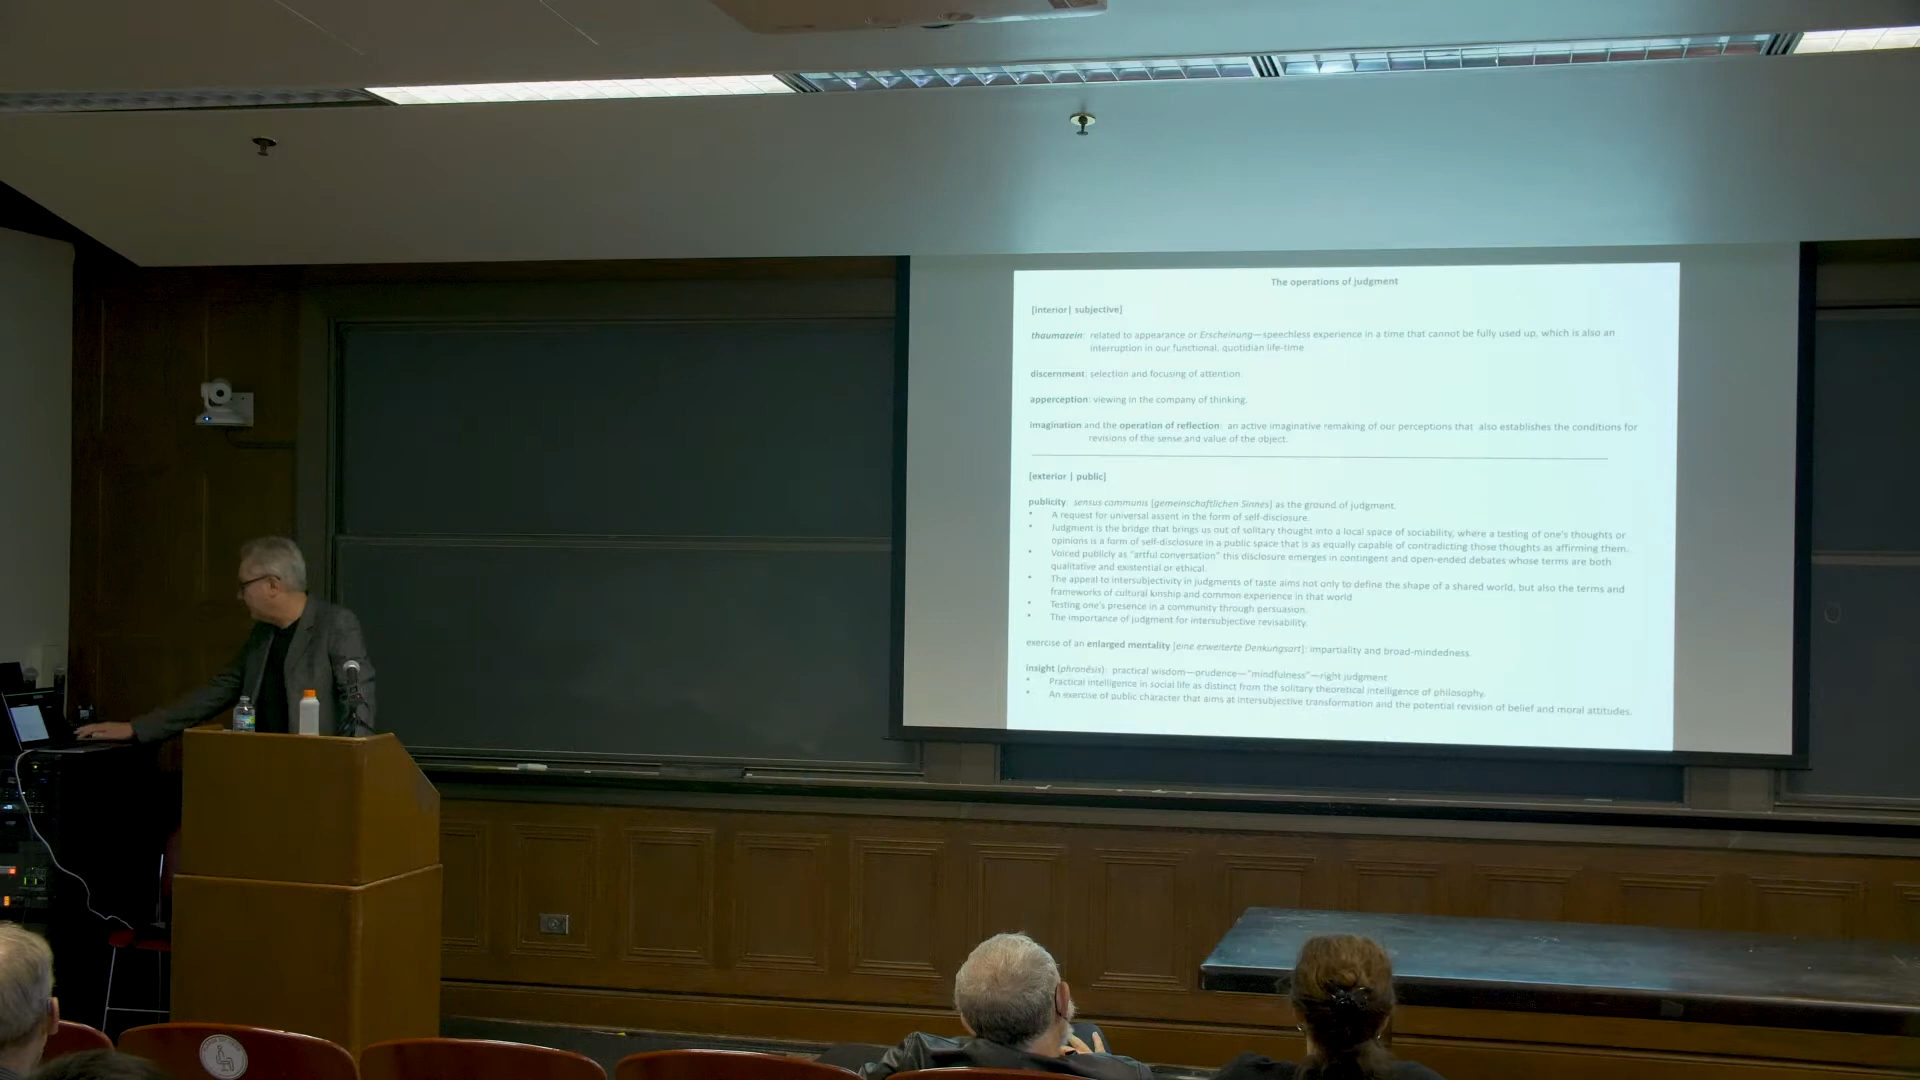 The operations of judgment
[interior| subjective]
thaumazein: related to appearance or Erscheinung—speechless experience in a time that cannot be fully used up, which is also an
interruption in our functional, quotidian life-time
discernment: selection and focusing of attention.
apperception: viewing in the company of thinking.
imagination and the operation of reflection: an active imaginative remaking of our perceptions that also establishes the conditions for
revisions of the sense and value of the object.
[exterior | public]
publicity: sensus communis [gemeinschaftlichen Sinnes] as the ground of judgment.
• A request for universal assent in the form of self-disclosure.
• Judgment is the bridge that brings us out of solitary thought into a local space of sociability, where a testing of one's thoughts or
opinions is a form of self-disclosure in a public space that is as equally capable of contradicting those thoughts as affirming them.
• Voiced publicly as "artful conversation" this disclosure emerges in contingent and open-ended debates whose terms are both
qualitative and existential or ethical.
• The appeal to intersubjectivity in judgments of taste aims not only to define the shape of a shared world, but also the terms and
frameworks of cultural kinship and common experience in that world
• Testing one's presence in a community through persuasion.
• The importance of judgment for intersubjective revisability.
exercise of an enlarged mentality [eine erweiterte Denkungsart]: impartiality and broad-mindedness.
insight (phronēsis): practical wisdom—prudence—"mindfulness"—right judgment
• Practical intelligence in social life as distinct from the solitary theoretical intelligence of philosophy.
• An exercise of public character that aims at intersubjective transformation and the potential revision of belief and moral attitudes.